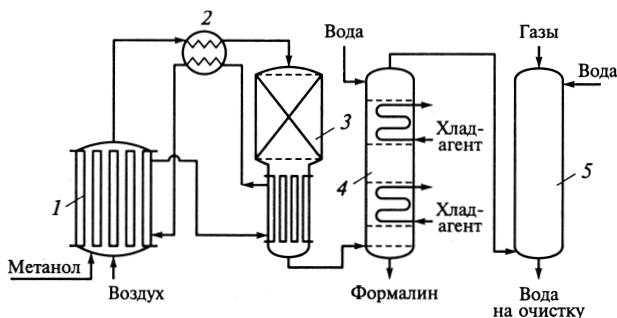 2
Вода
Газы
Вода
3
Хлад-
агент
1
4
5
Хлад-
агент
Метанол
Воздух
Формалин
Вода
на очистку